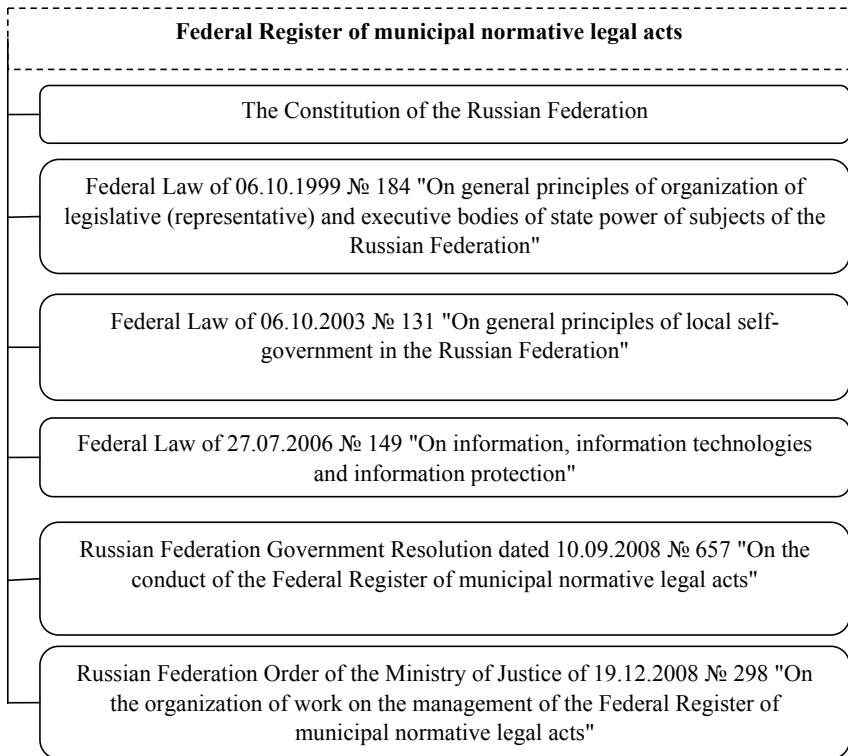 Federal Register of municipal normative legal acts
The Constitution of the Russian Federation
Federal Law of 06.10.1999 № 184 "On general principles of organization of
legislative (representative) and executive bodies of state power of subjects of the
Russian Federation"
Federal Law of 06.10.2003 № 131 "On general principles of local self-
government in the Russian Federation"
Federal Law of 27.07.2006 № 149 "On information, information technologies
and information protection"
Russian Federation Government Resolution dated 10.09.2008 № 657 "On the
conduct of the Federal Register of municipal normative legal acts"
Russian Federation Order of the Ministry of Justice of 19.12.2008 № 298 "On
the organization of work on the management of the Federal Register of
municipal normative legal acts"